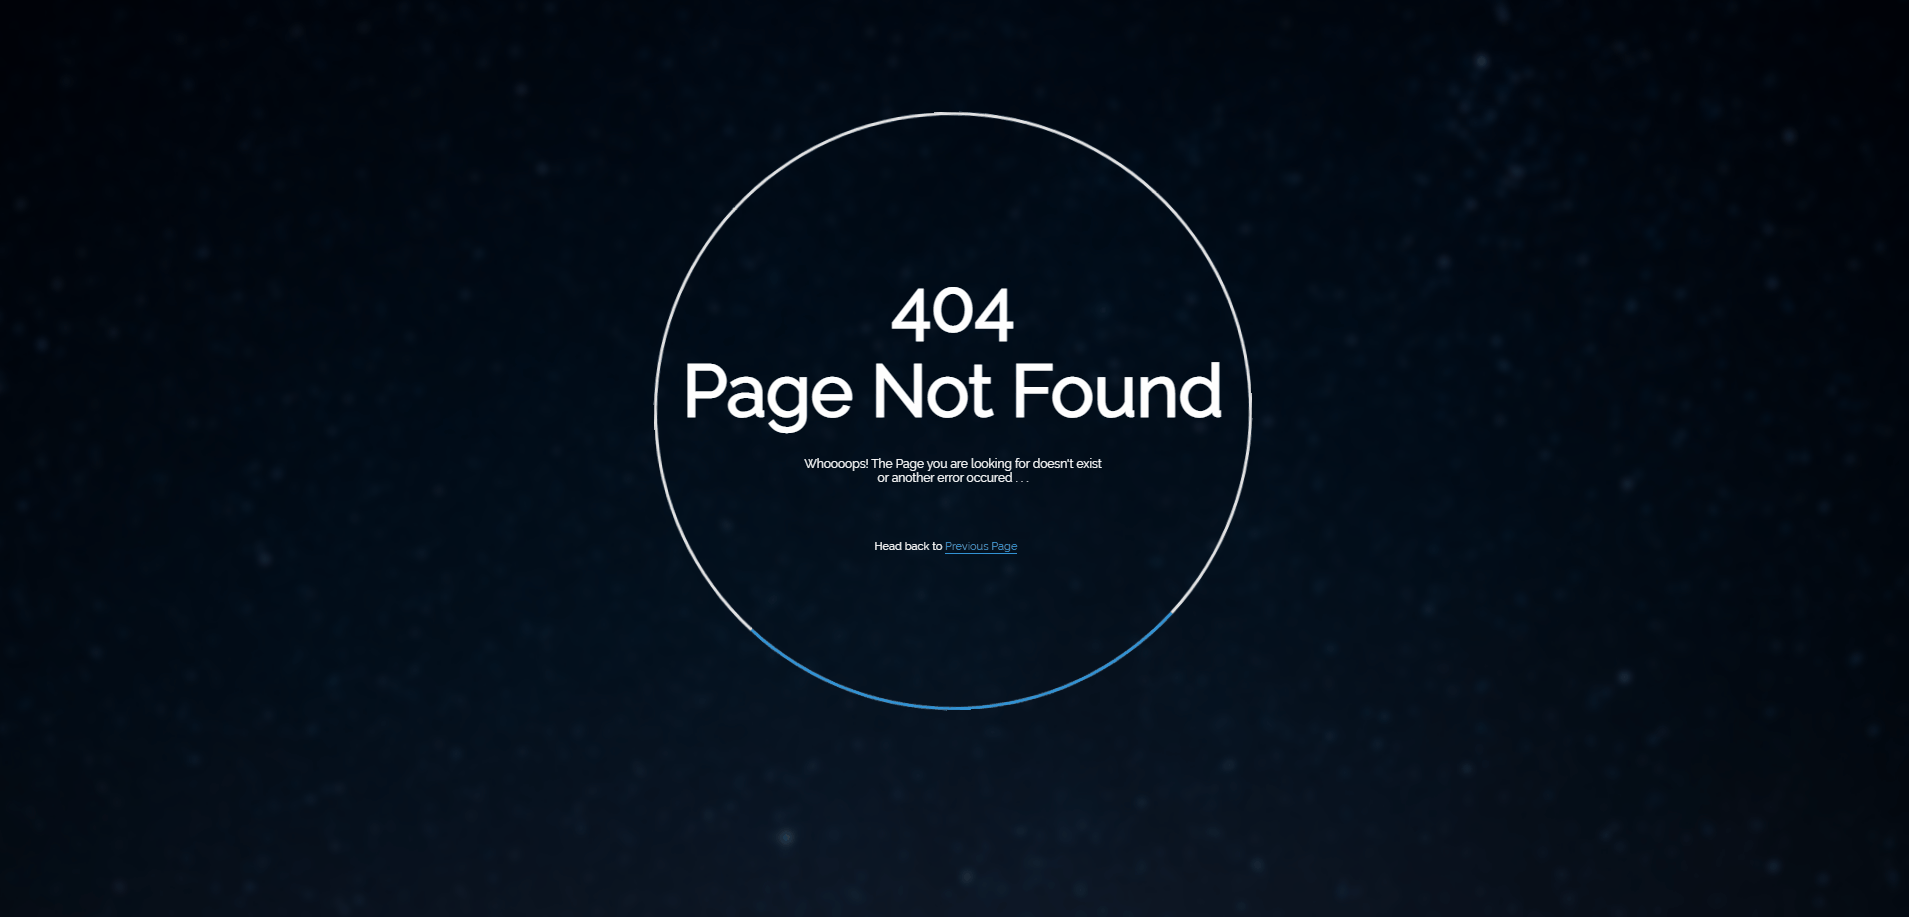 404
Page Not Found
Whoooops! The Page you are looking for doesn't exist
or another error occured . . .
Head back to Previous Page